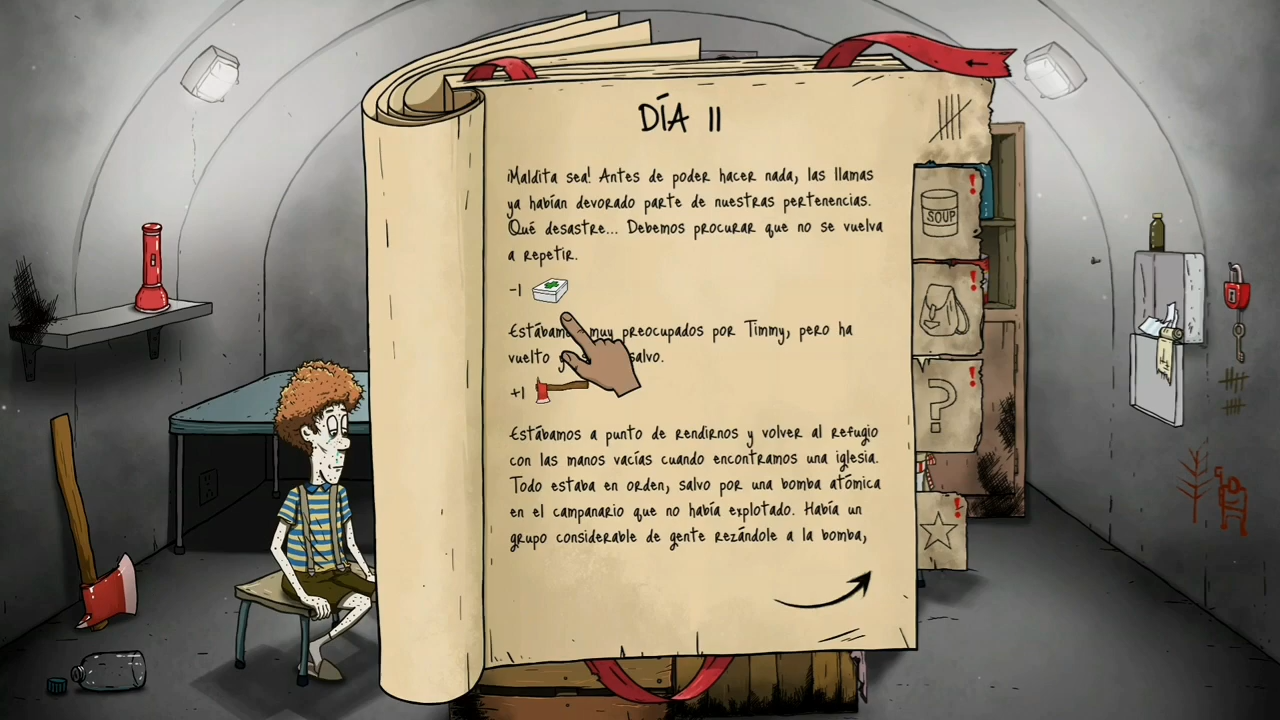 DÍA 11
¡Maldita sea! Antes de poder hacer nada, las llamas
ya habían devorado parte de nuestras pertenencias.
Qué desastre... Debemos procurar que no se vuelva
a repetir.
-1
Estábamos muy preocupados por Timmy, pero ha
vuelto salvo.
+1
Estábamos a punto de rendirnos y volver al refugio
con las manos vacías cuando encontramos una iglesia.
Todo estaba en orden, salvo por una bomba atómica
en el campanario que no había explotado. Había un
grupo considerable de gente rezándole a la bomba,
!
SOUP
!
!
?
!